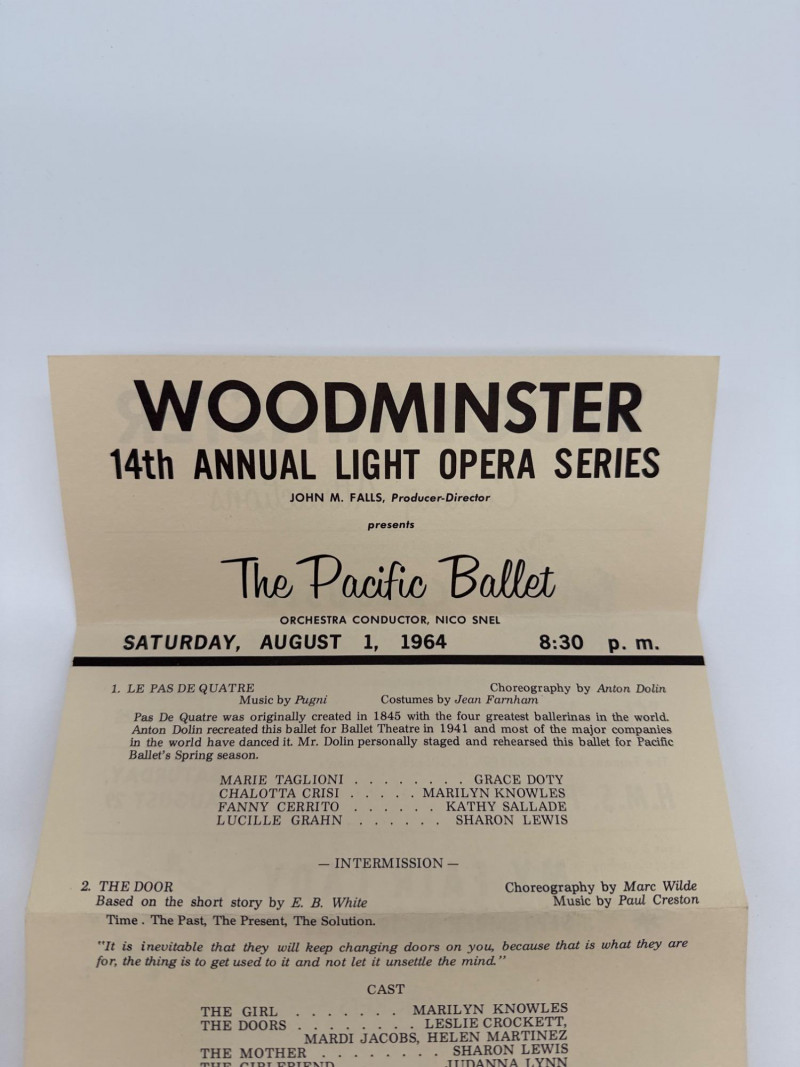 WOODMINSTER
14th ANNUAL LIGHT OPERA SERIES
JOHN M. FALLS, Producer-Director
presents
The Pacific Ballet
ORCHESTRA CONDUCTOR, NICO SNEL
SATURDAY, AUGUST 1, 1964 8:30 p. m.
1. LE PAS DE QUATRE Choreography by Anton Dolin
Music by Pugni Costumes by Jean Farnham
Pas De Quatre was originally created in 1845 with the four greatest ballerinas in the world.
Anton Dolin recreated this ballet for Ballet Theatre in 1941 and most of the major companies
in the world have danced it. Mr. Dolin personally staged and rehearsed this ballet for Pacific
Ballet's Spring season.
MARIE TAGLIONI . . . . . . . . GRACE DOTY
CHALOTTA CRISI . . . . . MARILYN KNOWLES
FANNY CERRITO . . . . . . KATHY SALLADE
LUCILLE GRAHN . . . . . . SHARON LEWIS
— INTERMISSION —
2. THE DOOR Choreography by Marc Wilde
Based on the short story by E. B. White Music by Paul Creston
Time . The Past, The Present, The Solution.
"It is inevitable that they will keep changing doors on you, because that is what they are
for, the thing is to get used to it and not let it unsettle the mind."
CAST
THE GIRL . . . . . . . MARILYN KNOWLES
THE DOORS . . . . . . . . LESLIE CROCKETT,
MARDI JACOBS, HELEN MARTINEZ
THE MOTHER . . . . . . . . SHARON LEWIS
THE GIRLFRIEND JUDANNA LYNN